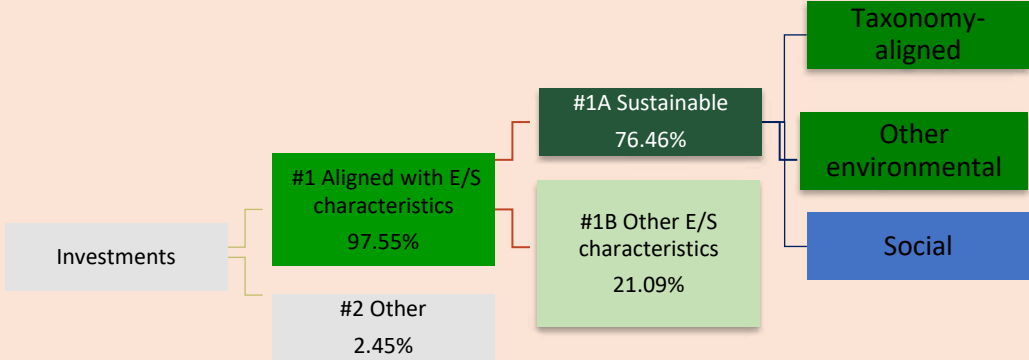 Investments
#1 Aligned with E/S
characteristics
97.55%
#2 Other
2.45%
#1A Sustainable
76.46%
#1B Other E/S
characteristics
21.09%
Taxonomy-
aligned
Other
environmental
Social